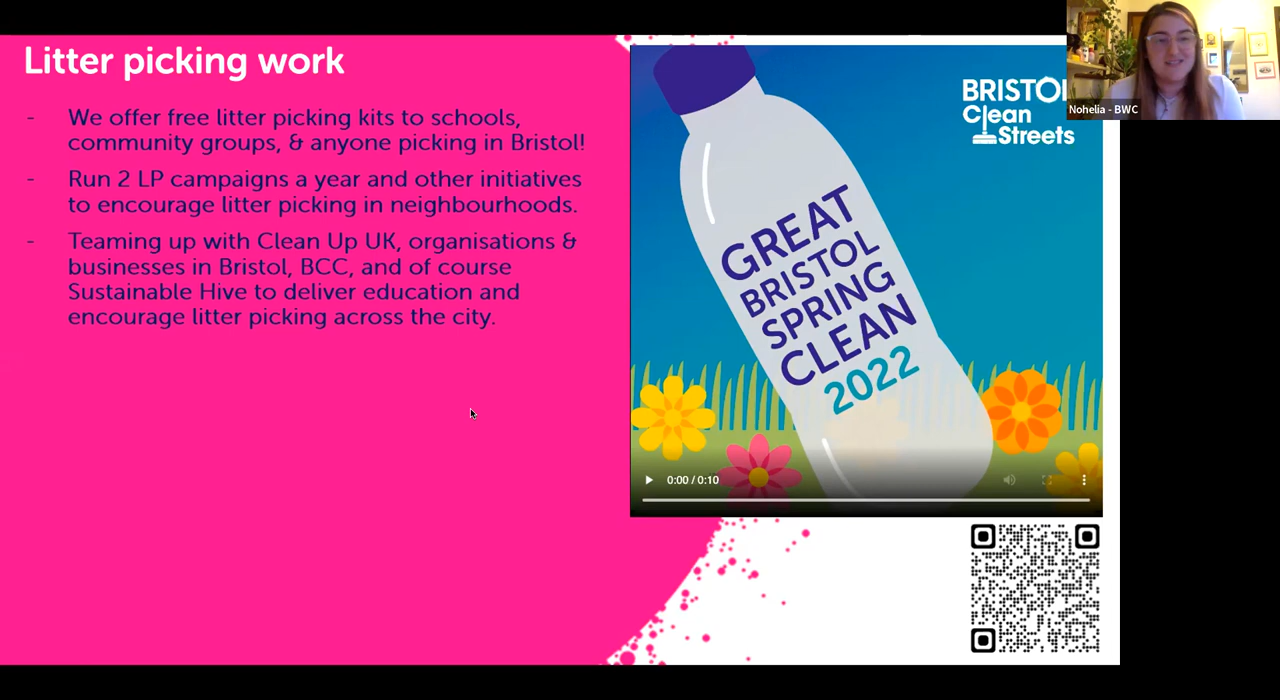 Litter picking work
- We offer free litter picking kits to schools,
community groups, & anyone picking in Bristol!
- Run 2 LP campaigns a year and other initiatives
to encourage litter picking in neighbourhoods.
- Teaming up with Clean Up UK, organisations &
businesses in Bristol, BCC, and of course
Sustainable Hive to deliver education and
encourage litter picking across the city.
BRISTOL
Clean
Streets
GREAT
BRISTOL
SPRING
CLEAN
2022
0:00 / 0:10
Nohelia - BWC